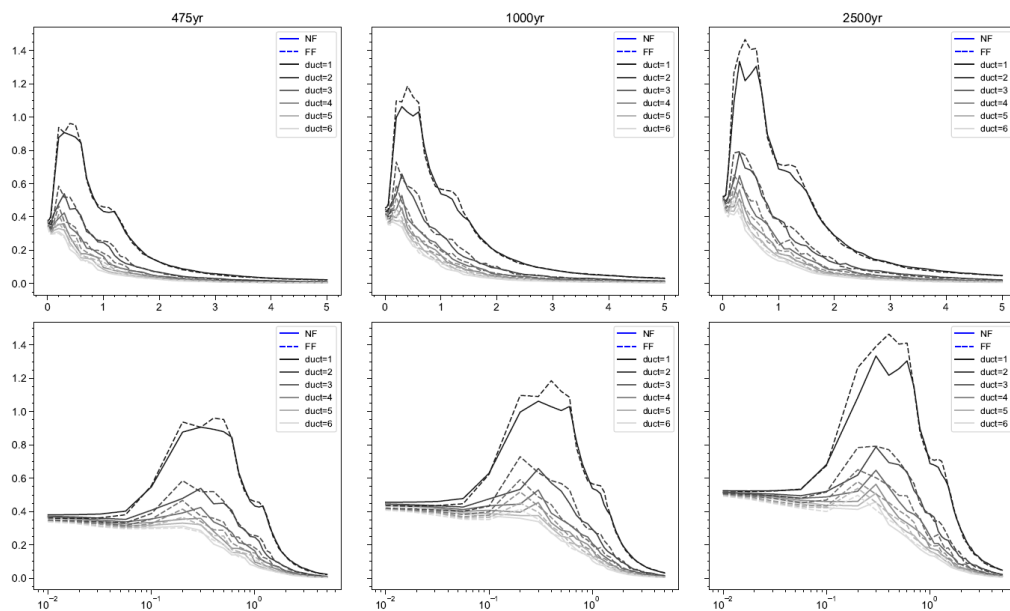 475yr
1000yr
2500yr
1.4
1.2
1.0
0.8
0.6
0.4
0.2
0.0
NF
FF
duct=1
duct=2
duct=3
duct=4
duct=5
duct=6
NF
FF
duct=1
duct=2
duct=3
duct=4
duct=5
duct=6
NF
FF
duct=1
duct=2
duct=3
duct=4
duct=5
duct=6
0 1 2 3 4 5
0 1 2 3 4 5
0 1 2 3 4 5
1.4
1.2
1.0
0.8
0.6
0.4
0.2
0.0
NF
FF
duct=1
duct=2
duct=3
duct=4
duct=5
duct=6
NF
FF
duct=1
duct=2
duct=3
duct=4
duct=5
duct=6
NF
FF
duct=1
duct=2
duct=3
duct=4
duct=5
duct=6
10⁻² 10⁻¹ 10⁰
10⁻² 10⁻¹ 10⁰
10⁻² 10⁻¹ 10⁰